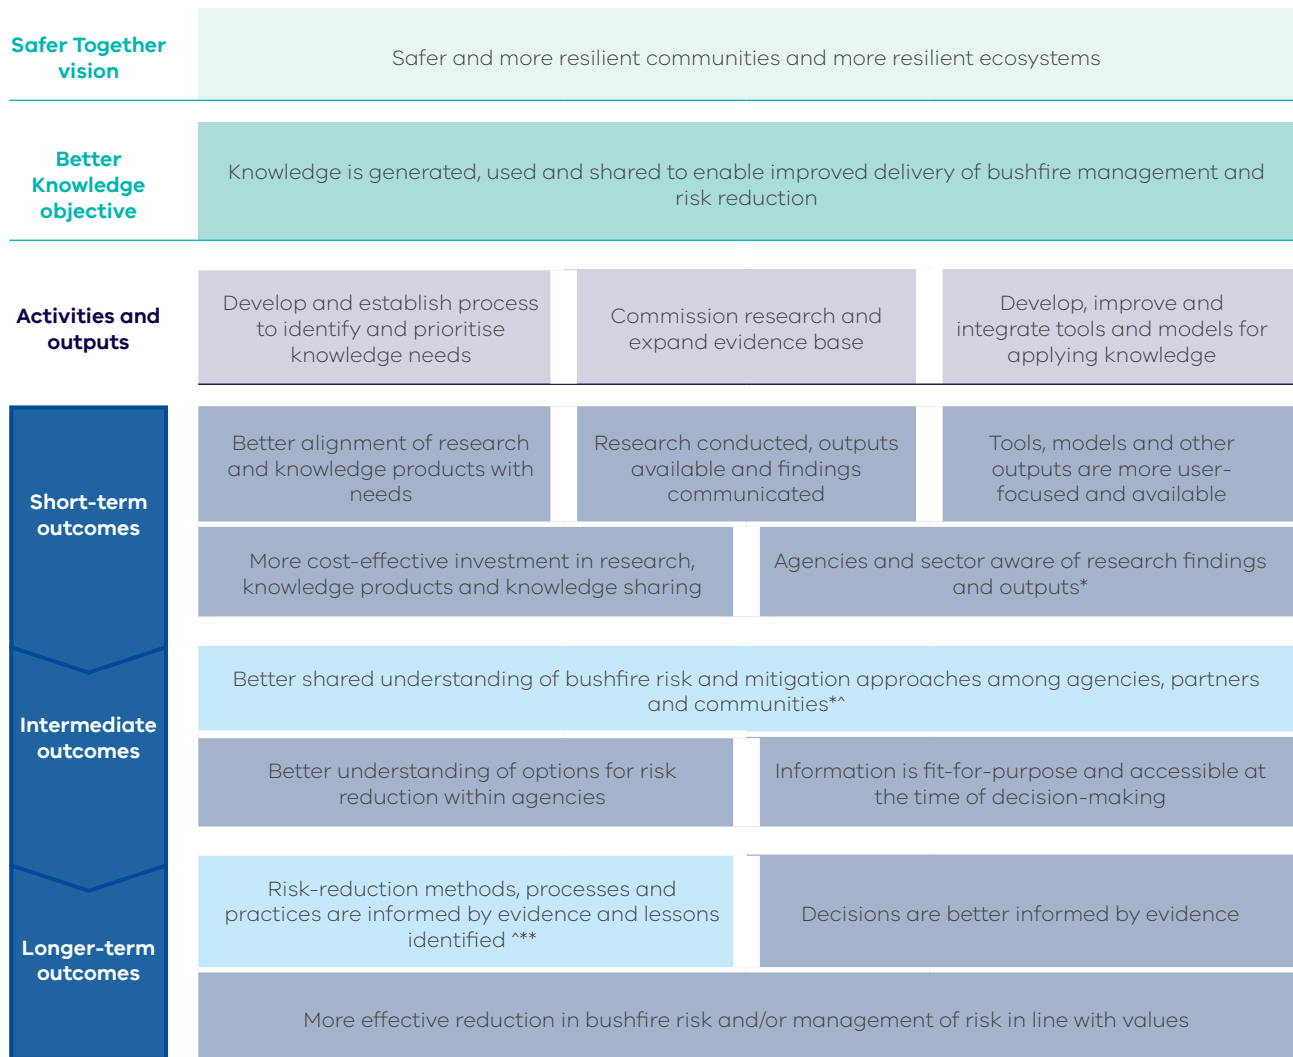 Safer Together
vision
Safer and more resilient communities and more resilient ecosystems
Better
Knowledge
objective
Knowledge is generated, used and shared to enable improved delivery of bushfire management and
risk reduction
Activities and
outputs
Develop and establish process
to identify and prioritise
knowledge needs
Commission research and
expand evidence base
Develop, improve and
integrate tools and models for
applying knowledge
Short-term
outcomes
Better alignment of research
and knowledge products with
needs
Research conducted, outputs
available and findings
communicated
Tools, models and other
outputs are more user-
focused and available
More cost-effective investment in research,
knowledge products and knowledge sharing
Agencies and sector aware of research findings
and outputs*
Intermediate
outcomes
Better shared understanding of bushfire risk and mitigation approaches among agencies, partners
and communities*^
Better understanding of options for risk
reduction within agencies
Information is fit-for-purpose and accessible at
the time of decision-making
Longer-term
outcomes
Risk-reduction methods, processes and
practices are informed by evidence and lessons
identified ^**
Decisions are better informed by evidence
More effective reduction in bushfire risk and/or management of risk in line with values